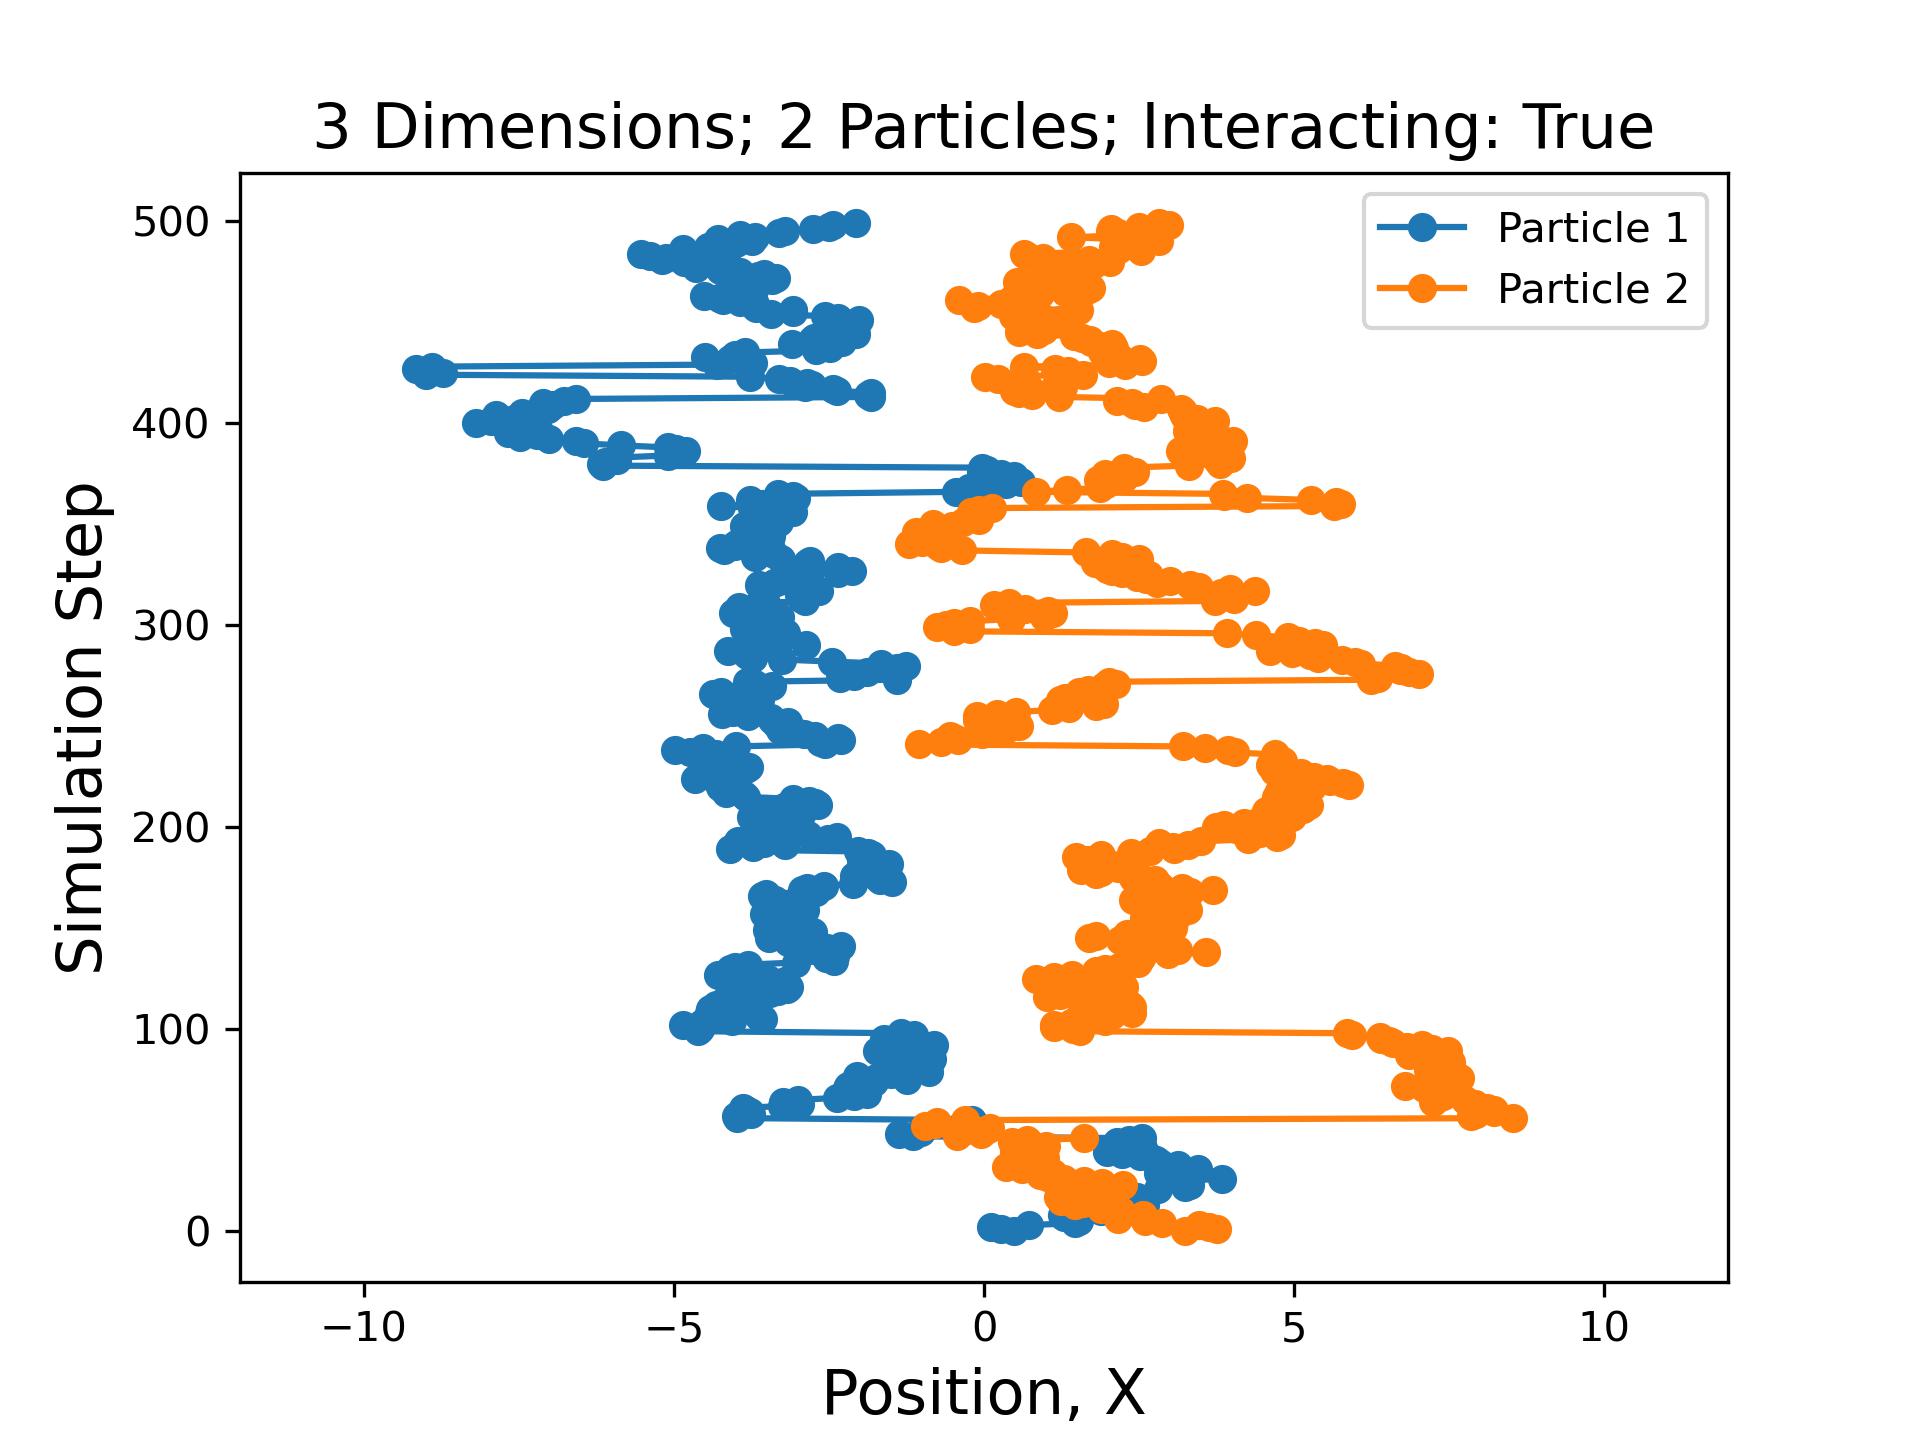 3 Dimensions; 2 Particles; Interacting: True
Particle 1
Particle 2
500
400
300
200
100
0
Simulation Step
−10
−5
0
5
10
Position, X